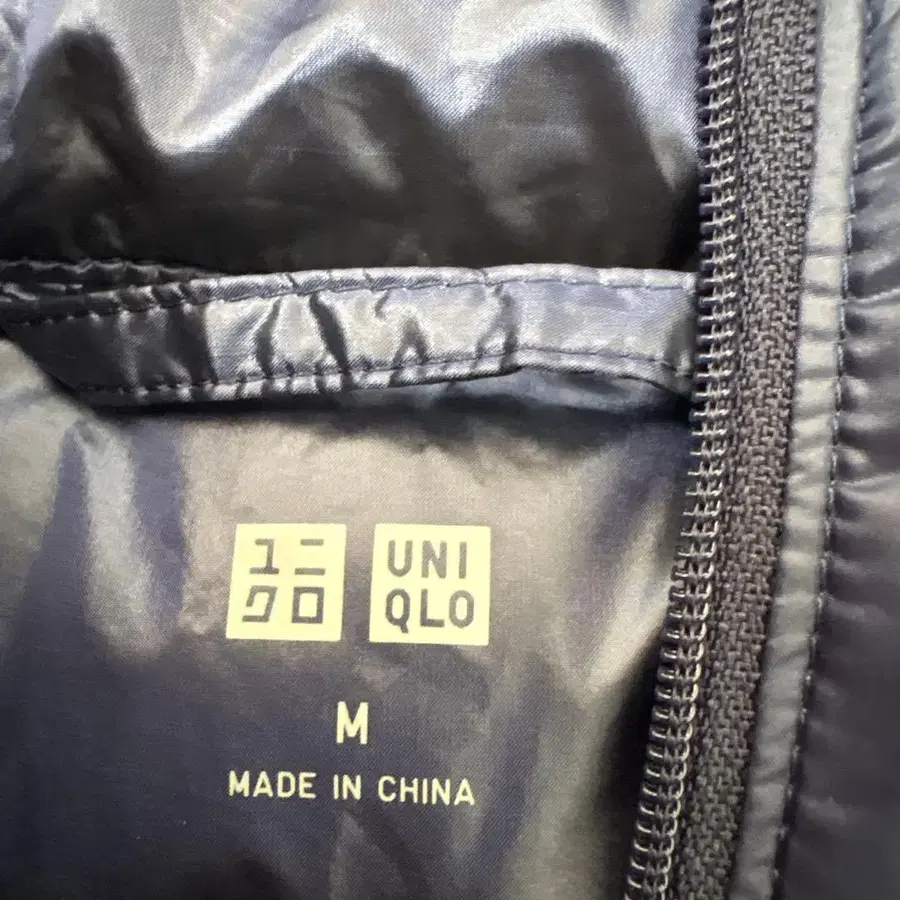 ユニ UNI
クロ QLO
M
MADE IN CHINA